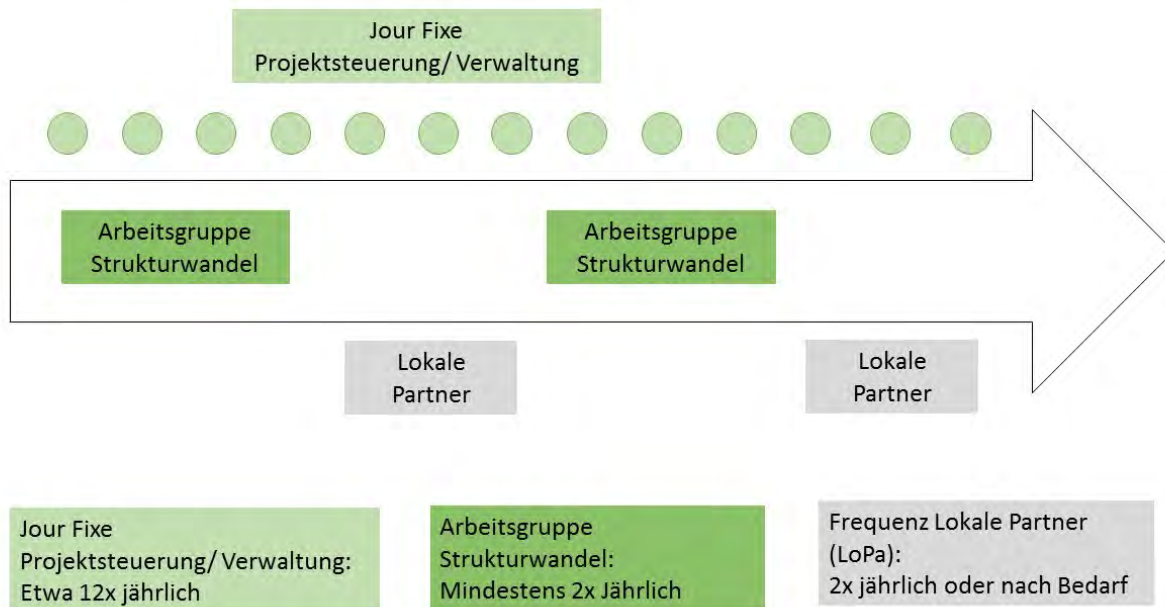 Jour Fixe
Projektsteuerung/ Verwaltung
Arbeitsgruppe
Strukturwandel
Arbeitsgruppe
Strukturwandel
Lokale
Partner
Lokale
Partner
Jour Fixe
Projektsteuerung/ Verwaltung:
Etwa 12x jährlich
Arbeitsgruppe
Strukturwandel:
Mindestens 2x Jährlich
Frequenz Lokale Partner
(LoPa):
2x jährlich oder nach Bedarf